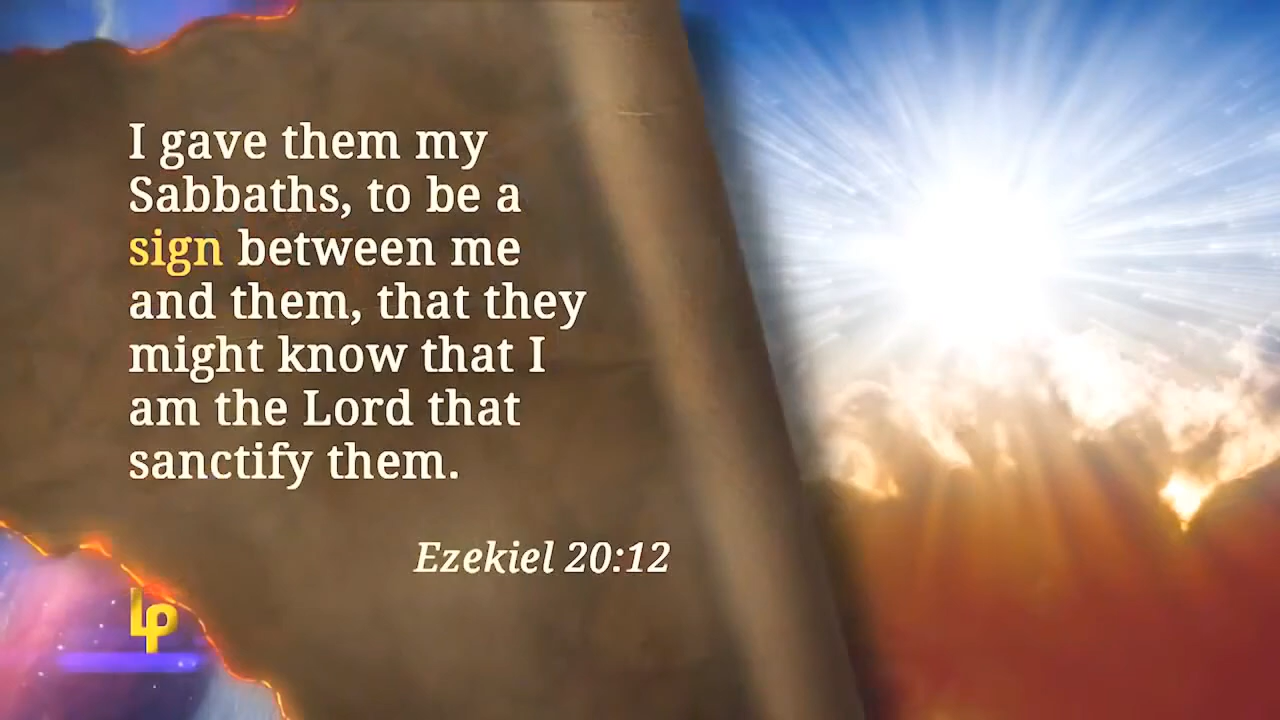 I gave them my
Sabbaths, to be a
sign between me
and them, that they
might know that I
am the Lord that
sanctify them.
Ezekiel 20:12
LP